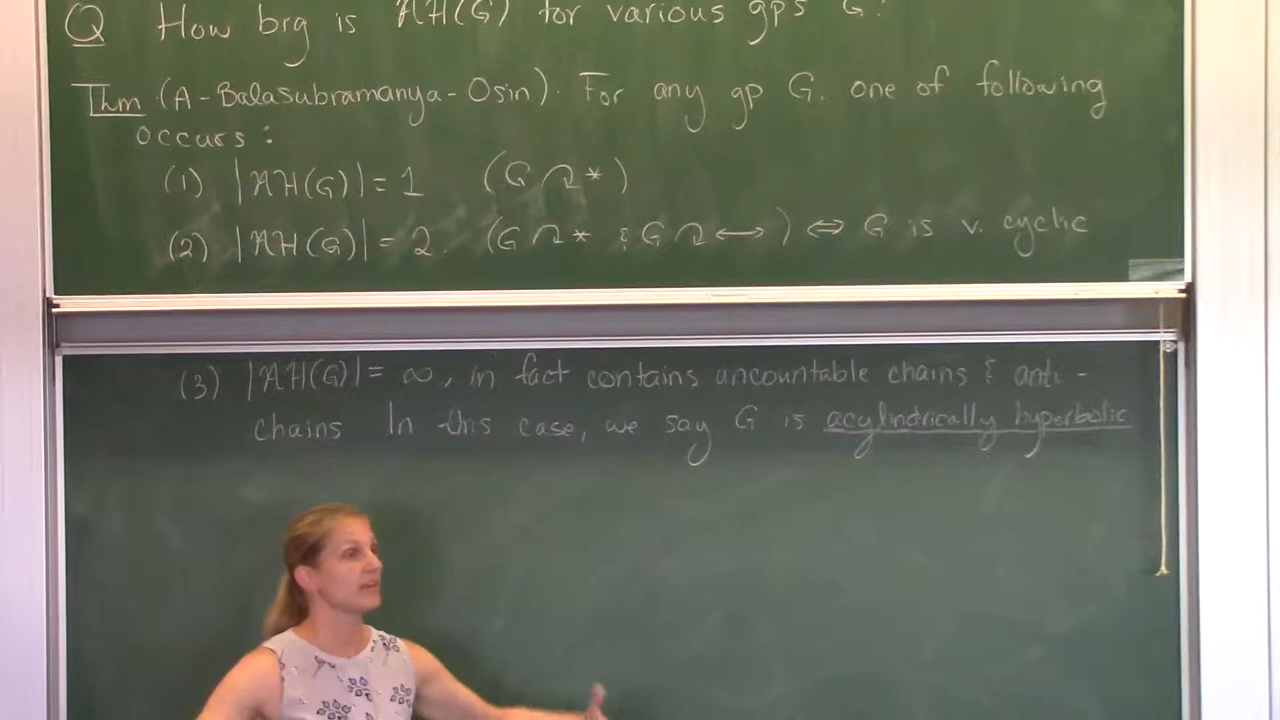 Q How big is AH(G) for various gps G?
Thm (A-Balasubramanya-Osin). For any gp G, one of following
occurs:
(1) |AH(G)| = 1 (G ↷ *)
(2) |AH(G)| = 2. (G ↷ * & G ↷ ↔) ⇔ G is v. cyclic
(3) |AH(G)| = ∞, in fact contains uncountable chains & anti-
chains In this case, we say G is acylindrically hyperbolic